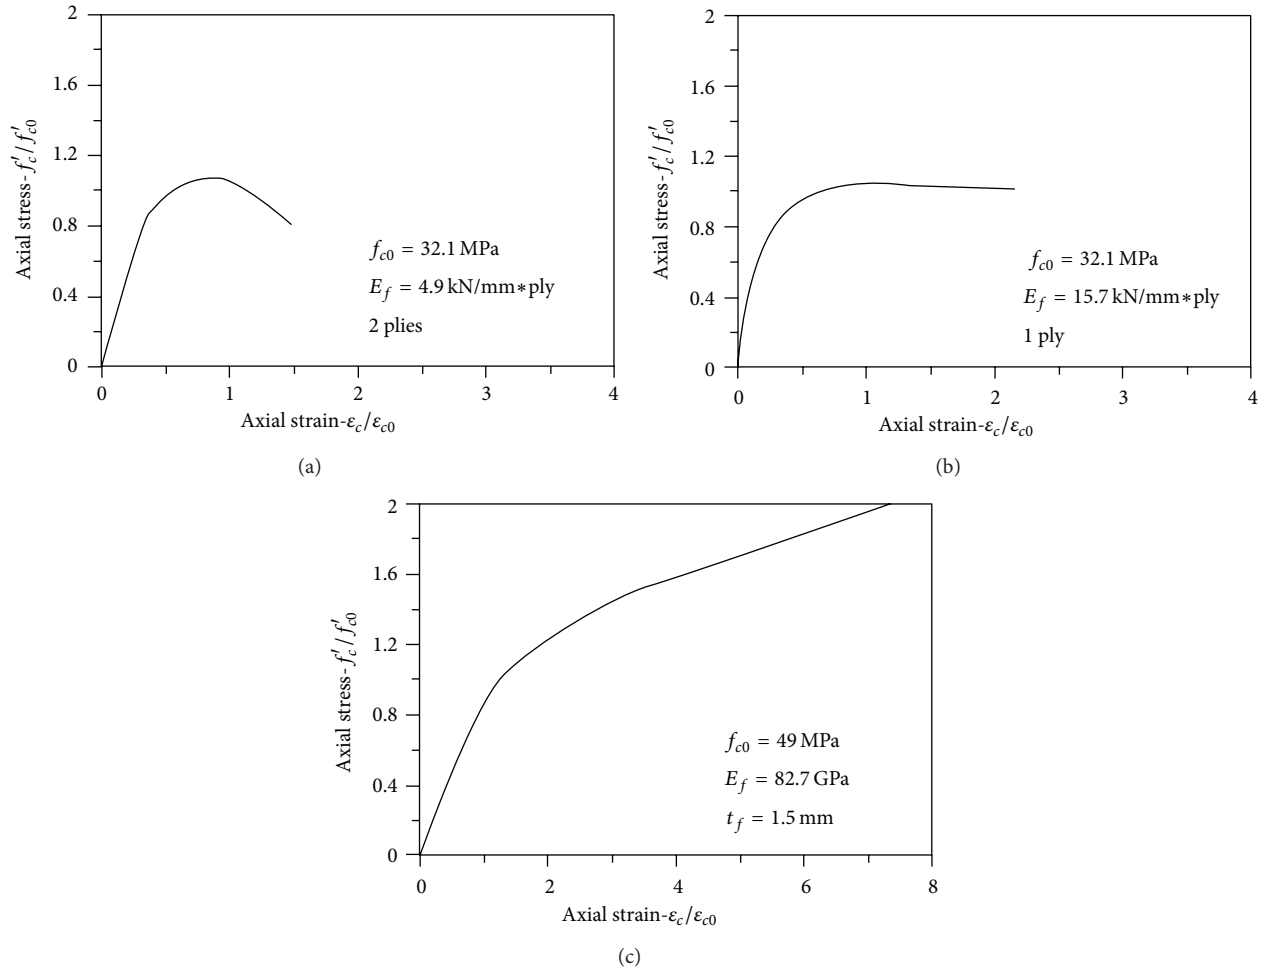 2
1.6
1.2
0.8
0.4
0
0 1 2 3 4
Axial stress-f′c/f′c0
Axial strain-εc/εc0
fc0 = 32.1 MPa
Ef = 4.9 kN/mm∗ply
2 plies
(a)
2
1.6
1.2
0.8
0.4
0
0 1 2 3 4
Axial stress-f′c/f′c0
Axial strain-εc/εc0
fc0 = 32.1 MPa
Ef = 15.7 kN/mm∗ply
1 ply
(b)
2
1.6
1.2
0.8
0.4
0
0 2 4 6 8
Axial stress-f′c/f′c0
Axial strain-εc/εc0
fc0 = 49 MPa
Ef = 82.7 GPa
tf = 1.5 mm
(c)